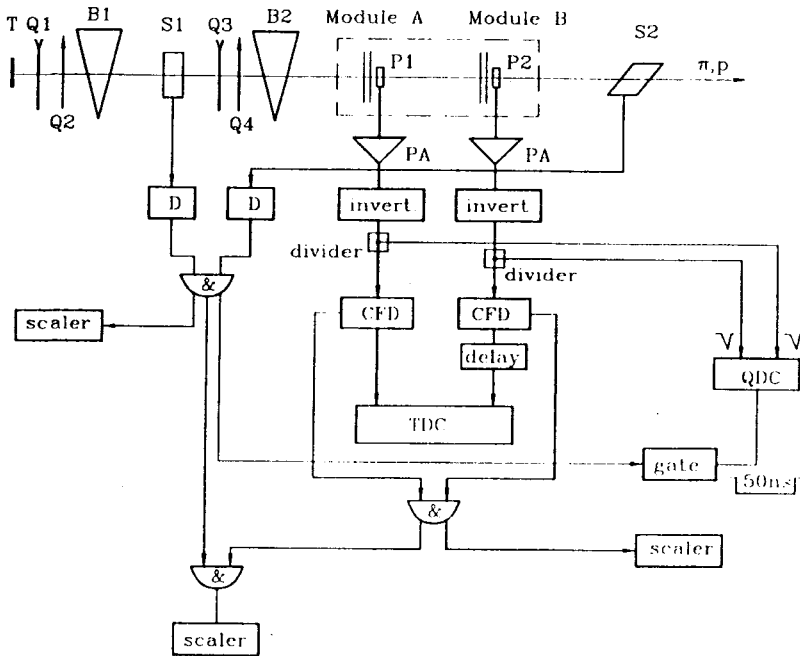 Module A
Module B
T Q1
B1
S1
Q3
B2
S2
P1
P2
π,p
Q2
Q4
PA
PA
D
D
invert
invert
divider
divider
&
scaler
CFD
CFD
delay
QDC
TDC
gate
50ns
&
scaler
&
scaler